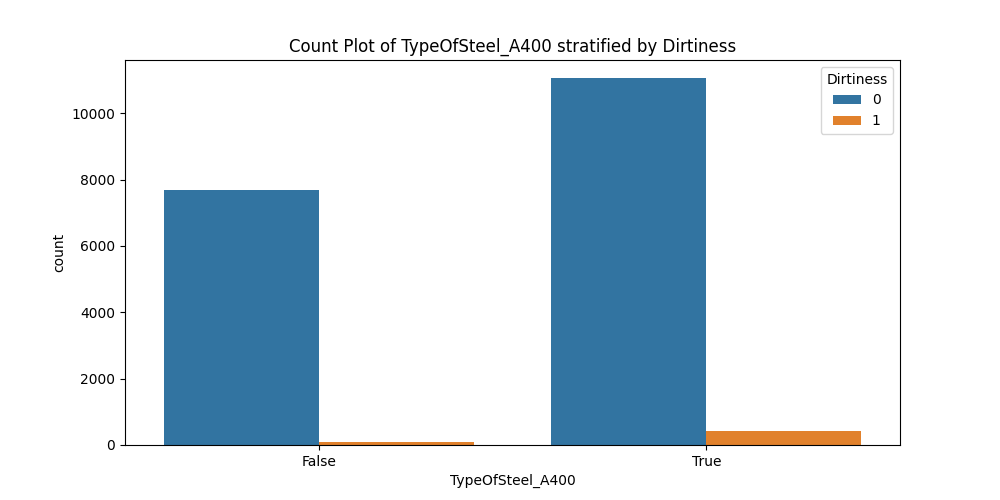 Count Plot of TypeOfSteel_A400 stratified by Dirtiness
Dirtiness
0
1
10000
8000
6000
4000
2000
0
count
False
True
TypeOfSteel_A400